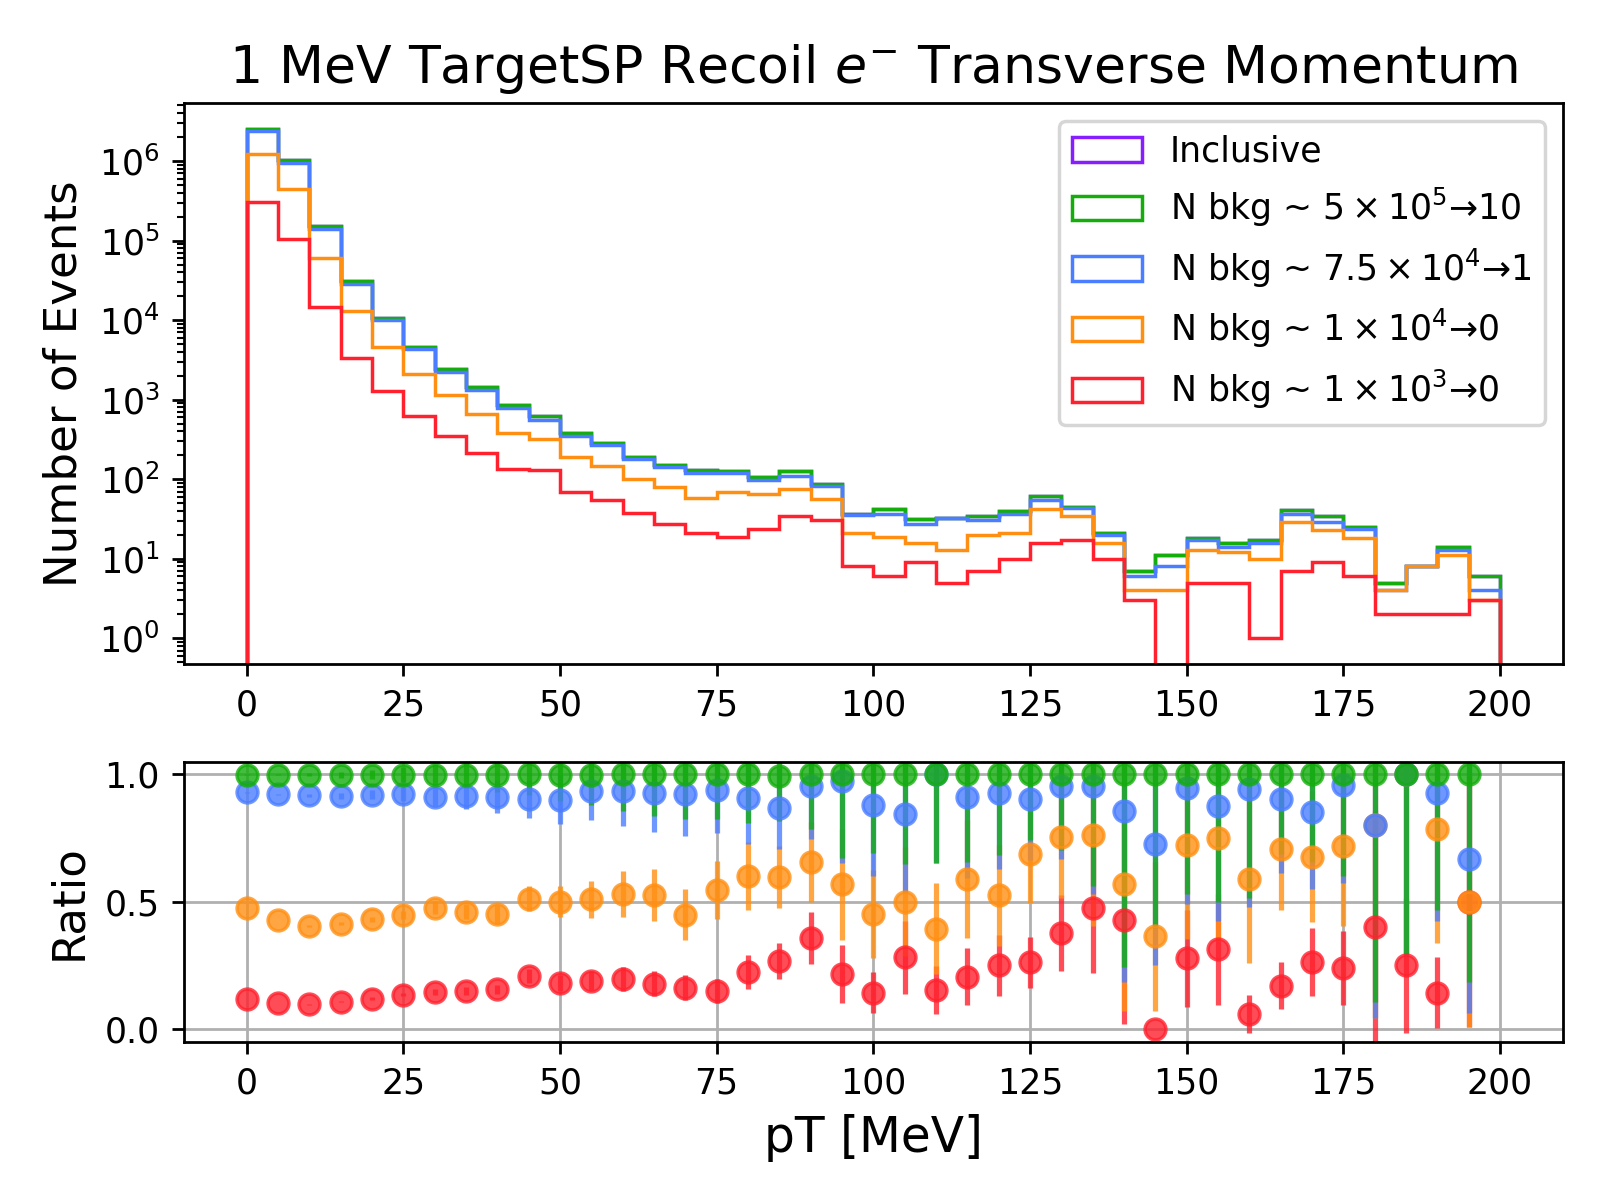 1 MeV TargetSP Recoil e⁻ Transverse Momentum
Number of Events
10⁶
10⁵
10⁴
10³
10²
10¹
10⁰
Inclusive
N bkg ~ 5 × 10⁵→10
N bkg ~ 7.5 × 10⁴→1
N bkg ~ 1 × 10⁴→0
N bkg ~ 1 × 10³→0
0 25 50 75 100 125 150 175 200
Ratio
1.0
0.5
0.0
0 25 50 75 100 125 150 175 200
pT [MeV]